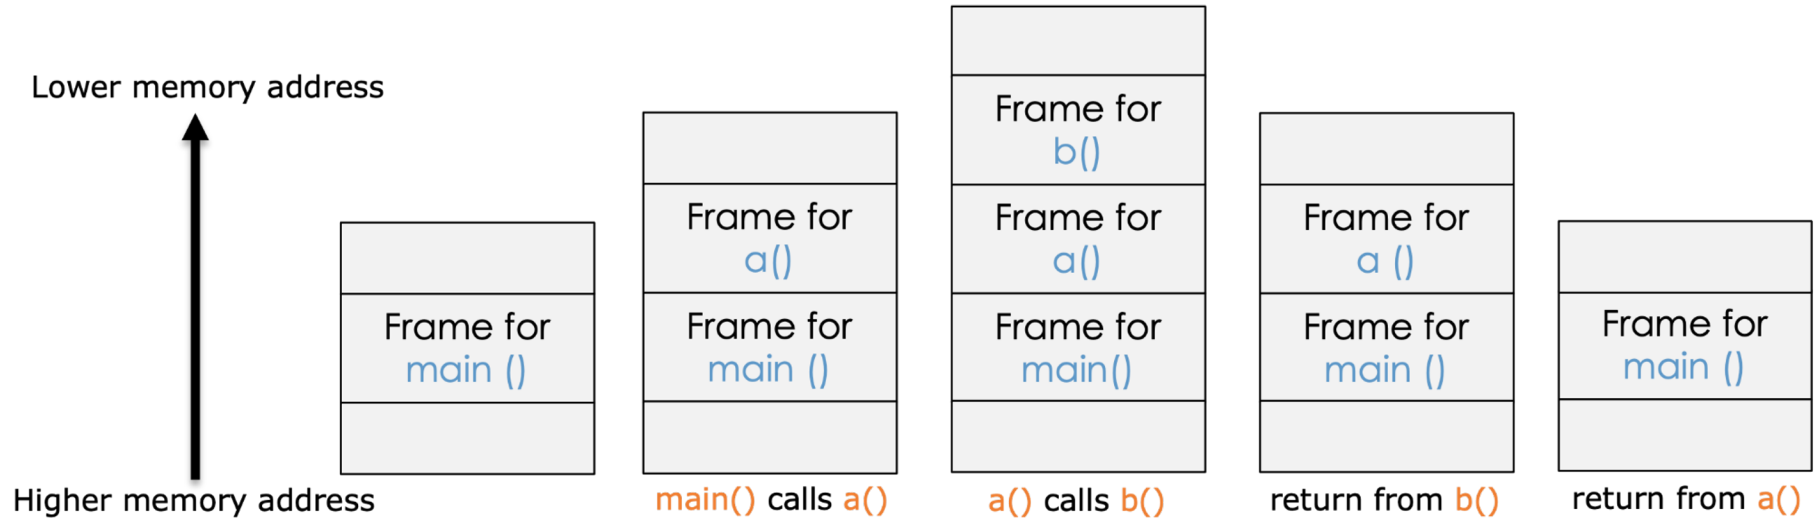 Lower memory address
Higher memory address
Frame for
main ()
Frame for
a()
Frame for
main ()
main() calls a()
Frame for
b()
Frame for
a()
Frame for
main()
a() calls b()
Frame for
a ()
Frame for
main ()
return from b()
Frame for
main ()
return from a()